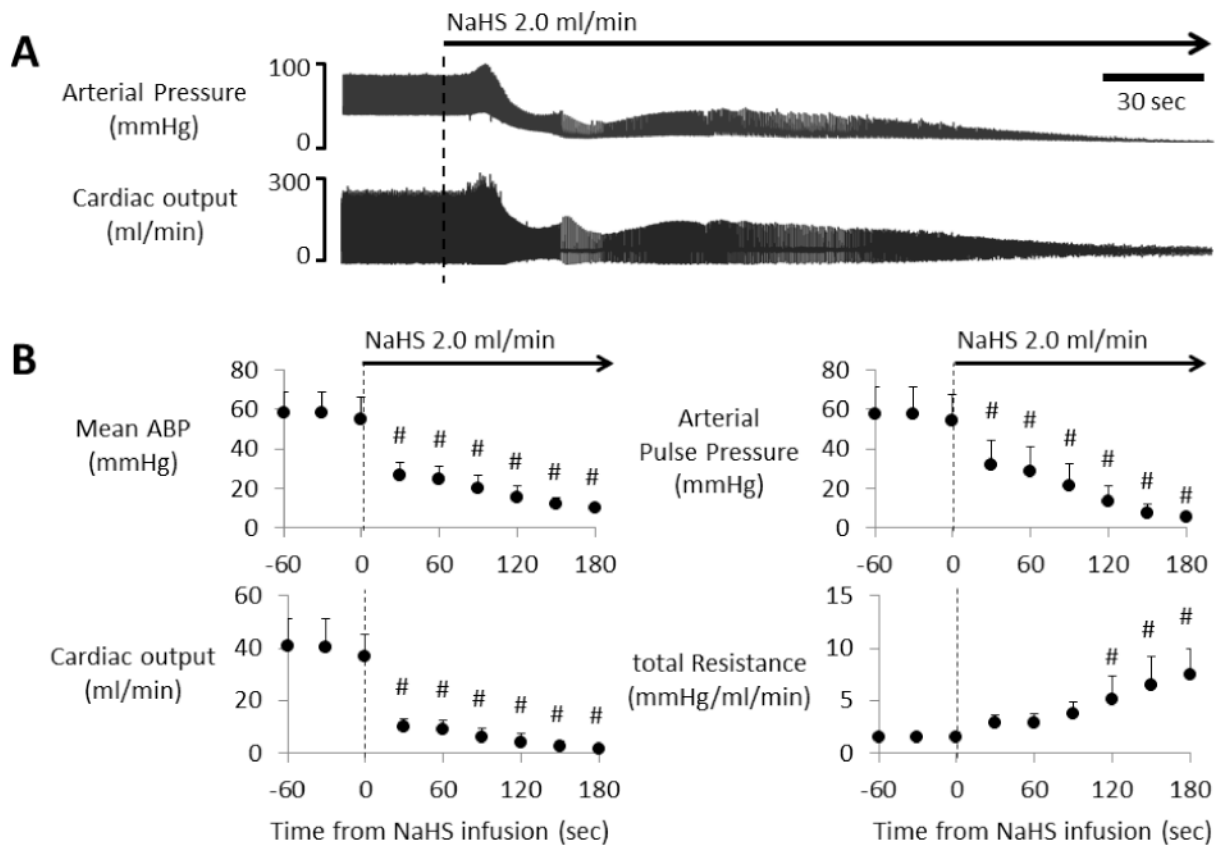 A
NaHS 2.0 ml/min
Arterial Pressure
(mmHg)
100
0
30 sec
Cardiac output
(ml/min)
300
0
B
NaHS 2.0 ml/min
Mean ABP
(mmHg)
80
60
40
20
0
# # # # # #
-60 0 60 120 180
NaHS 2.0 ml/min
Arterial
Pulse Pressure
(mmHg)
80
60
40
20
0
# # # # # #
-60 0 60 120 180
Cardiac output
(ml/min)
60
40
20
0
# # # # # #
-60 0 60 120 180
Time from NaHS infusion (sec)
total Resistance
(mmHg/ml/min)
15
10
5
0
# # #
-60 0 60 120 180
Time from NaHS infusion (sec)